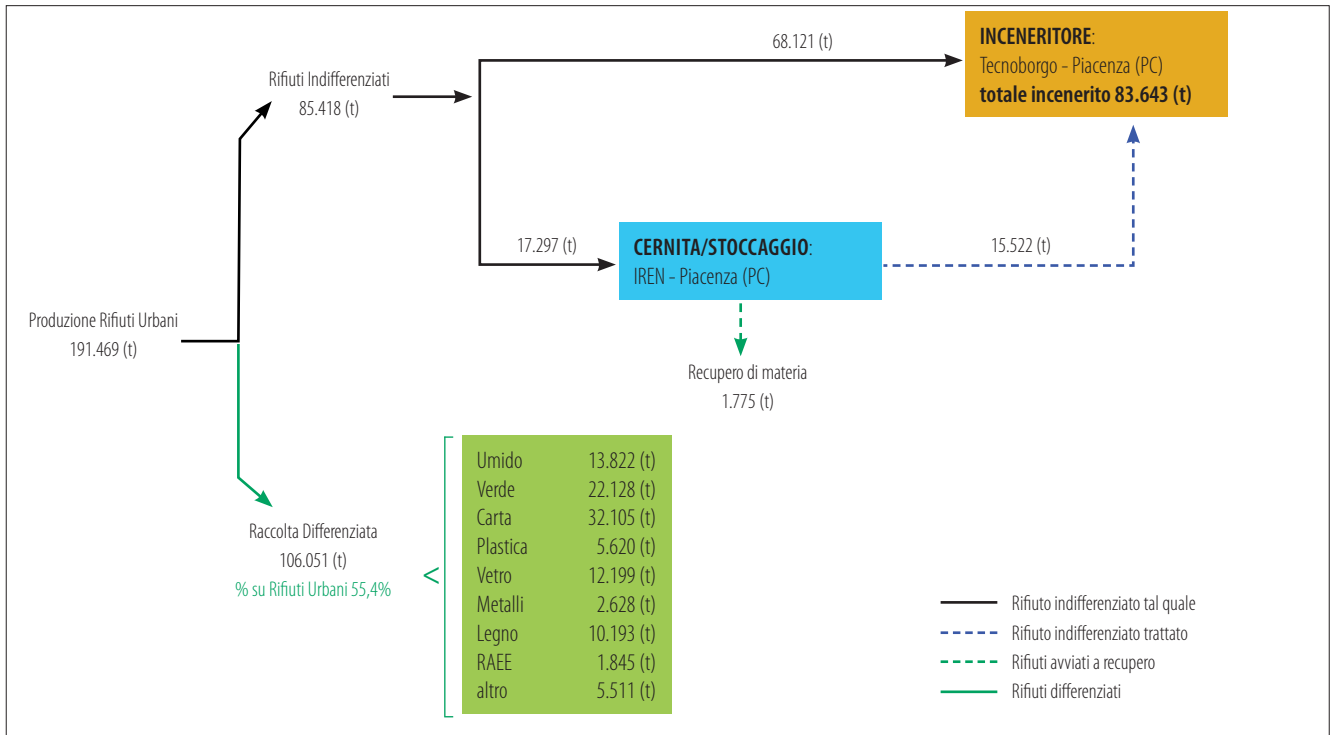 68.121 (t)
INCENERITORE:
Tecnoborgo - Piacenza (PC)
totale incenerito 83.643 (t)
Rifiuti Indifferenziati
85.418 (t)
17.297 (t)
CERNITA/STOCCAGGIO:
IREN - Piacenza (PC)
15.522 (t)
Produzione Rifiuti Urbani
191.469 (t)
Recupero di materia
1.775 (t)
Raccolta Differenziata
106.051 (t)
% su Rifiuti Urbani 55,4%
<
Umido 13.822 (t)
Verde 22.128 (t)
Carta 32.105 (t)
Plastica 5.620 (t)
Vetro 12.199 (t)
Metalli 2.628 (t)
Legno 10.193 (t)
RAEE 1.845 (t)
altro 5.511 (t)
Rifiuto indifferenziato tal quale
Rifiuto indifferenziato trattato
Rifiuti avviati a recupero
Rifiuti differenziati